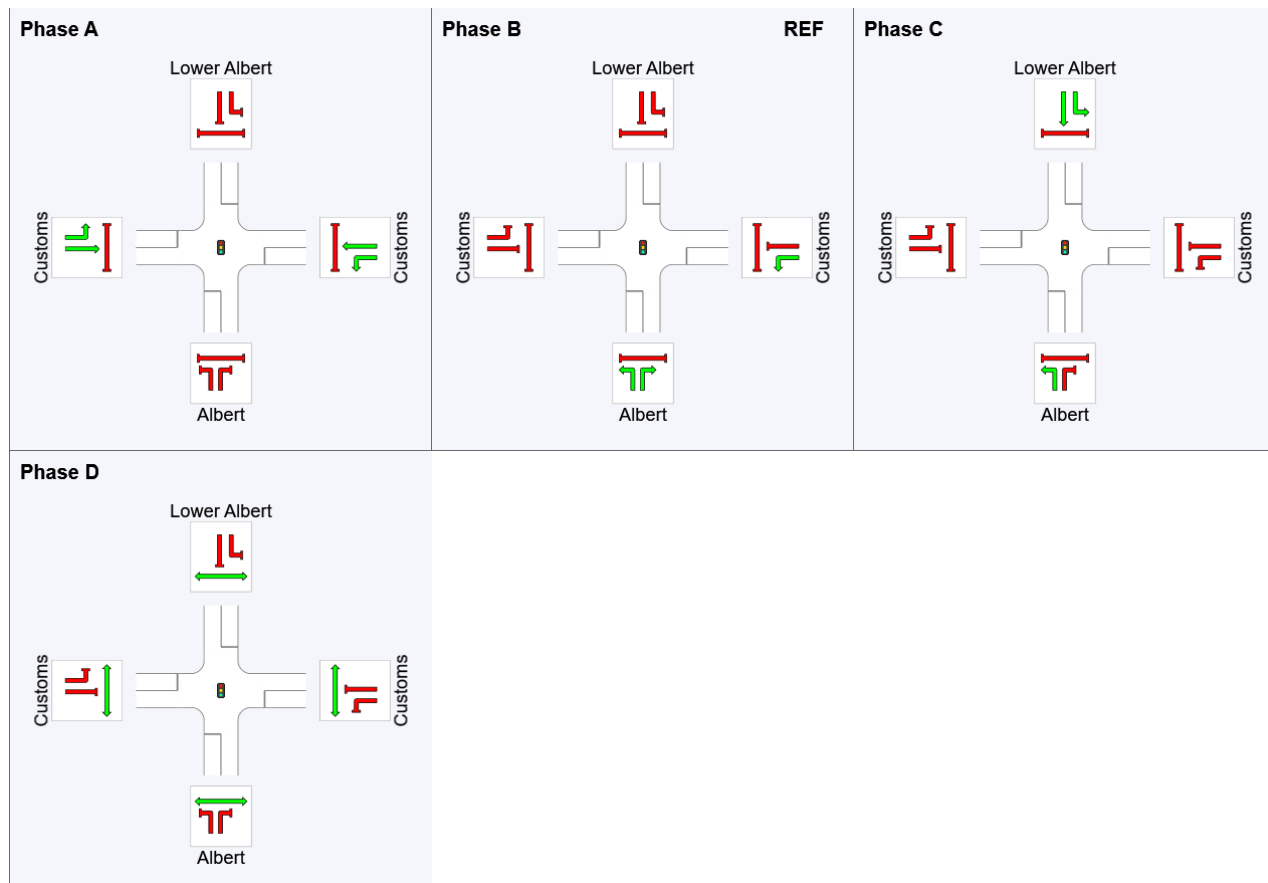 Phase A
Lower Albert
Customs
Customs
Albert
Phase B
REF
Lower Albert
Customs
Customs
Albert
Phase C
Lower Albert
Customs
Customs
Albert
Phase D
Lower Albert
Customs
Customs
Albert